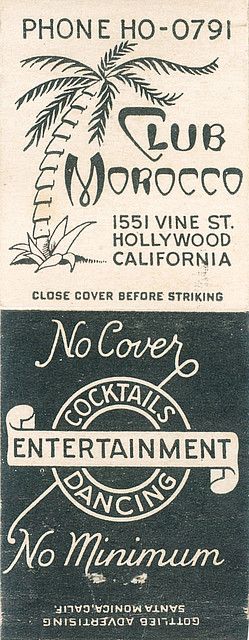 PHONE HO-0791
CLUB
MOROCCO
1551 VINE ST.
HOLLYWOOD
CALIFORNIA
CLOSE COVER BEFORE STRIKING
No Cover
COCKTAILS
ENTERTAINMENT
DANCING
No Minimum
GOTTLIEB ADVERTISING
SANTA MONICA, CALIF.